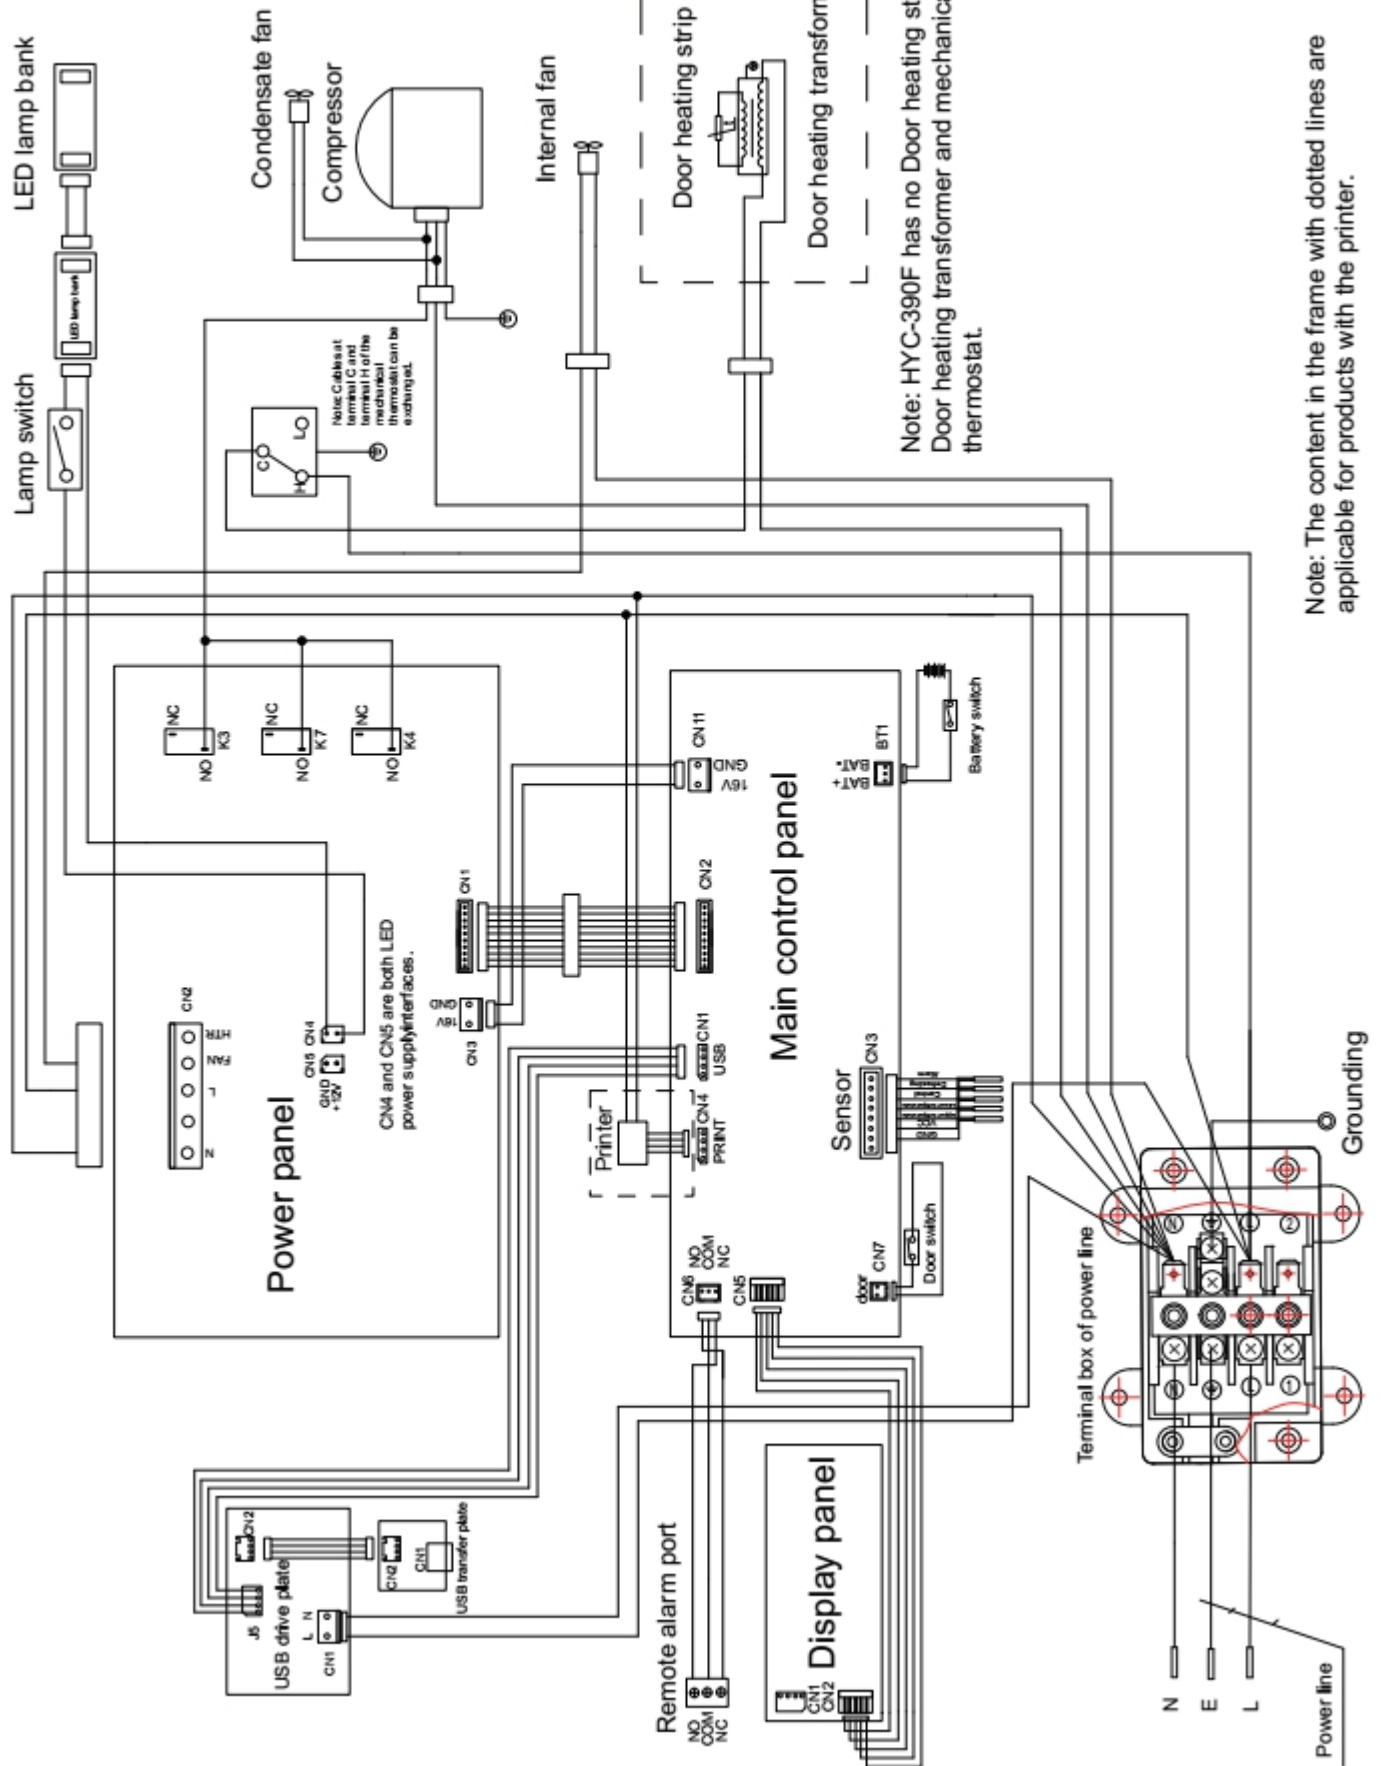 Lamp switch
LED lamp bank
LED lamp bank
Condensate fan
Compressor
Note: Cables at
terminal C and
terminal H of the
mechanical
thermostat can be
exchanged.
C
H
LO
Internal fan
Door heating strip
Door heating transform
Note: HYC-390F has no Door heating st
Door heating transformer and mechanica
thermostat.
Note: The content in the frame with dotted lines are
applicable for products with the printer.
Power panel
CN2
N
L
FAN
HTR
NC
NO
K3
NC
NO
K7
NC
NO
K4
CN5
CN4
GND
+12V
CN4 and CN5 are both LED
power supplyinterfaces.
CN1
16V
GND
CN3
USB drive plate
J5
CN2
L
N
CN1
CN2
CN1
USB transfer plate
Printer
Main control panel
CN6
NO
COM
NC
CN5
PRINT
CN4
USB
CN1
CN2
16V
GND
CN11
door
CN7
Door switch
Sensor
CN3
GND
VCC
BAT+
BAT-
BT1
Battery switch
Remote alarm port
NO
COM
NC
Display panel
CN1
CN2
Terminal box of power line
N
L
1
N
L
2
Grounding
N
E
L
Power line